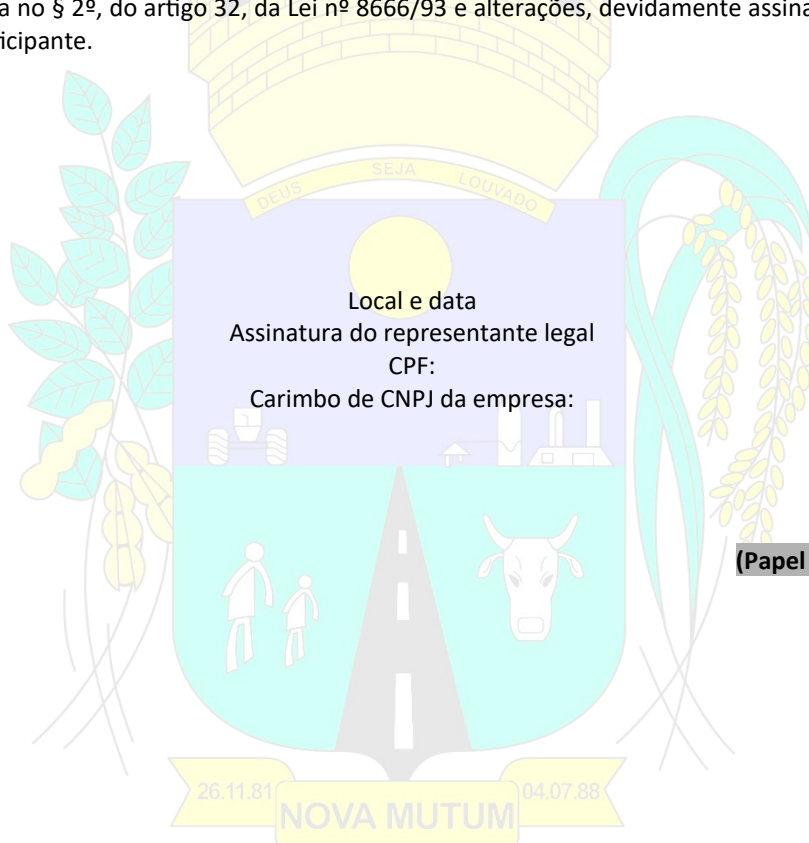 a no § 2º, do artigo 32, da Lei nº 8666/93 e alterações, devidamente assina
icipante.
DEUS SEJA LOUVADO
Local e data
Assinatura do representante legal
CPF:
Carimbo de CNPJ da empresa:
(Papel
26.11.81 04.07.88
NOVA MUTUM